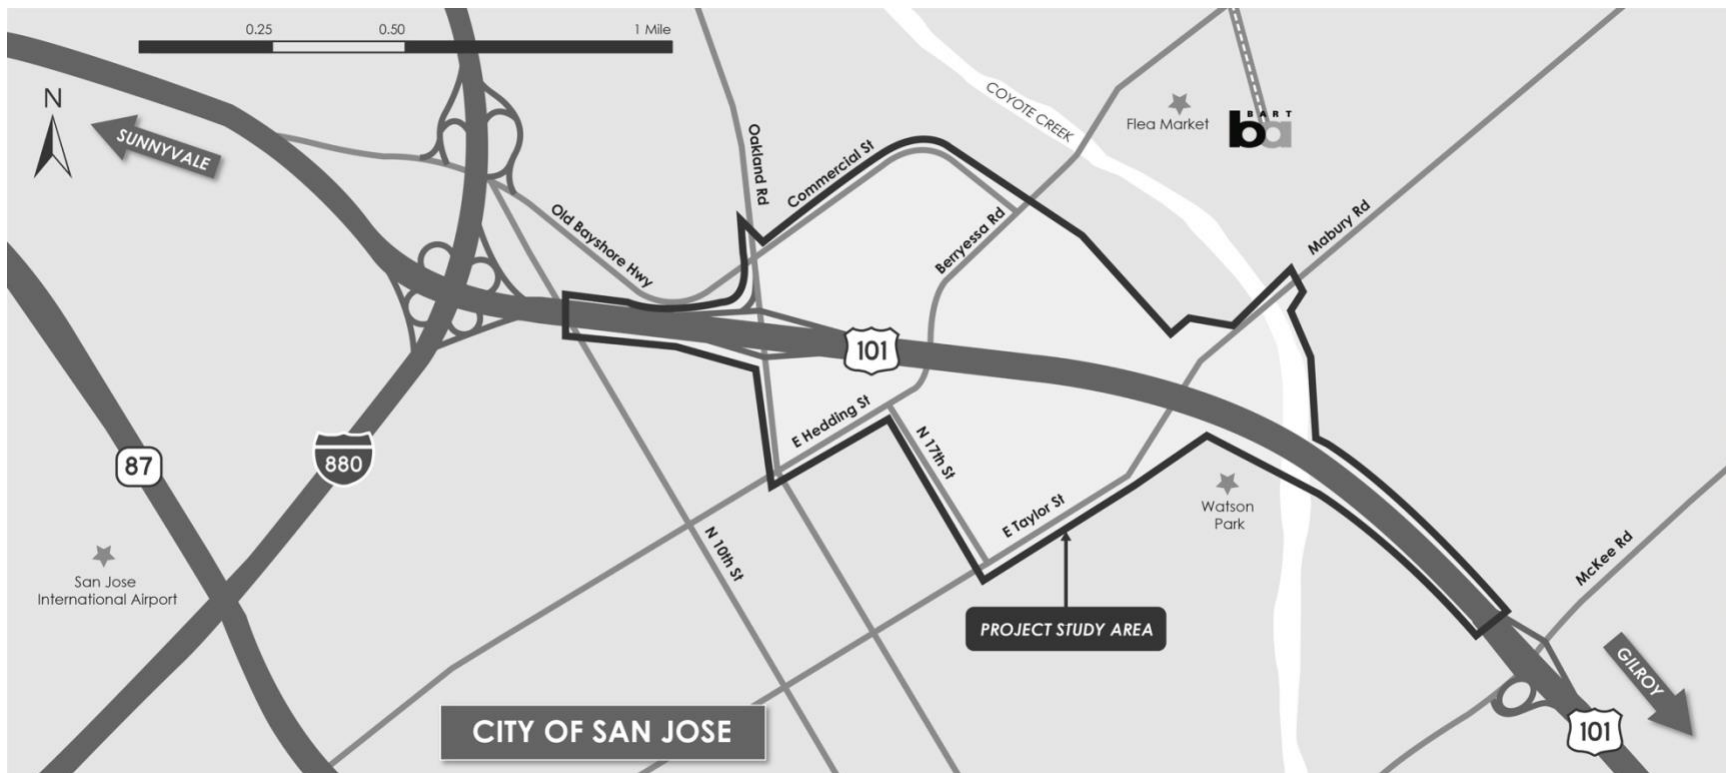 0.25 0.50 1 Mile
N
SUNNYVALE
Oakland Rd
Commercial St
COYOTE CREEK
Flea Market
BART
ba
Old Bayshore Hwy
Berryessa Rd
Mabury Rd
101
E Hedding St
N 17th St
87
880
E Taylor St
Watson
Park
N 10th St
McKee Rd
San Jose
International Airport
PROJECT STUDY AREA
GILROY
CITY OF SAN JOSE
101